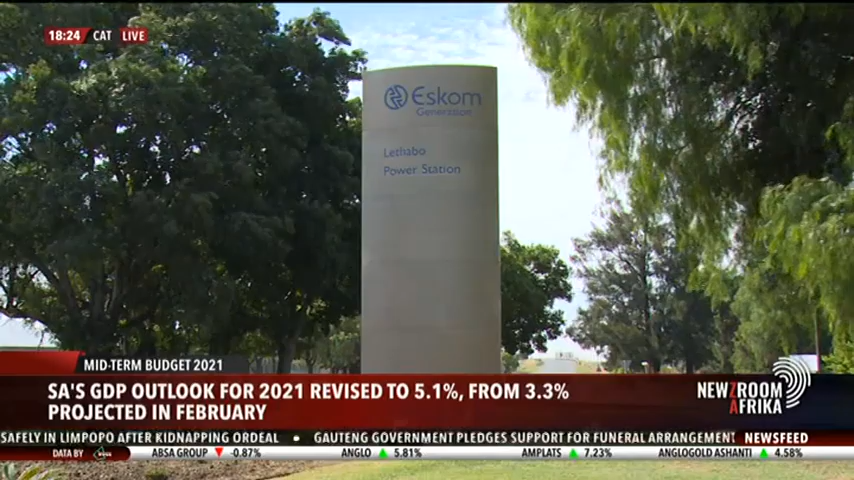 18:24 CAT LIVE
Eskom
Generation
Lethabo
Power Station
MID-TERM BUDGET 2021
SA'S GDP OUTLOOK FOR 2021 REVISED TO 5.1%, FROM 3.3%
PROJECTED IN FEBRUARY
NEWZROOM
AFRIKA
SAFELY IN LIMPOPO AFTER KIDNAPPING ORDEAL • GAUTENG GOVERNMENT PLEDGES SUPPORT FOR FUNERAL ARRANGEMENT NEWSFEED
DATA BY ABSA GROUP ▼ -0.87% ANGLO ▲ 5.81% AMPLATS ▲ 7.23% ANGLOGOLD ASHANTI ▲ 4.58%